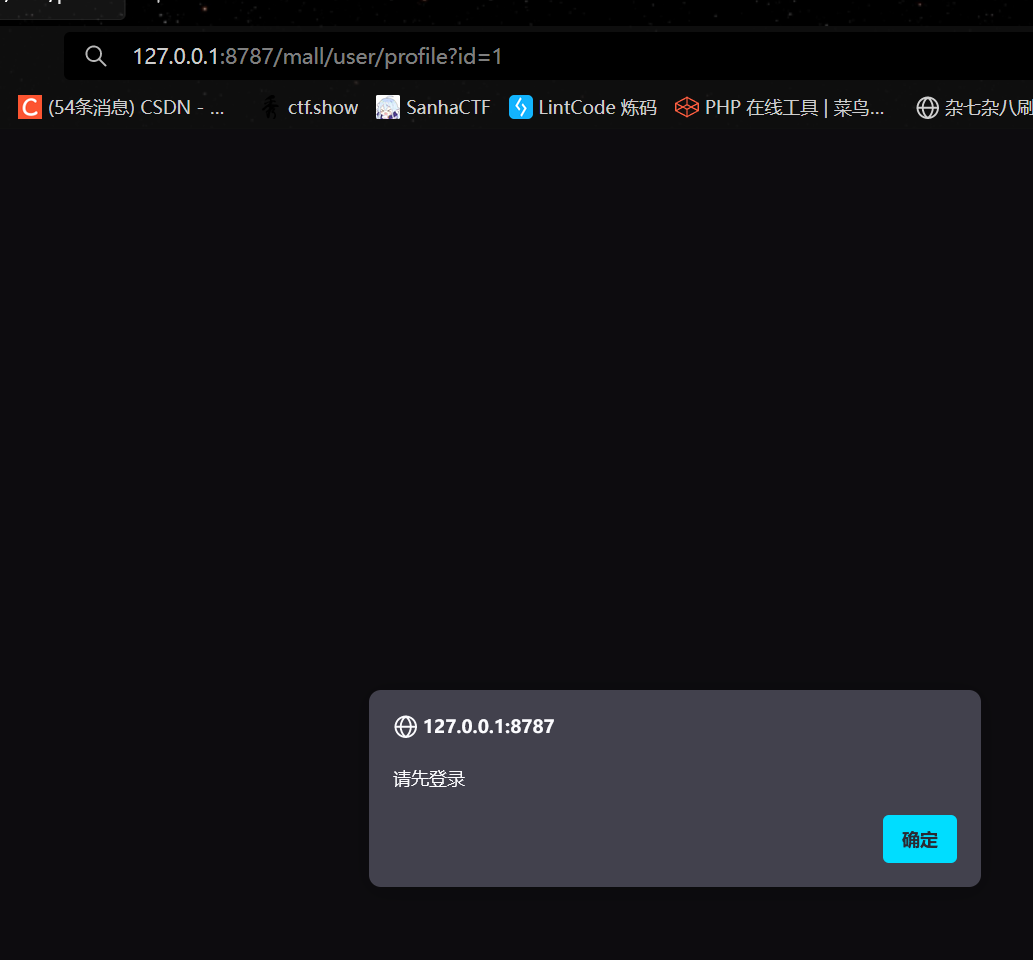 127.0.0.1:8787/mall/user/profile?id=1
(54条消息) CSDN - ... ctf.show SanhaCTF LintCode 炼码 PHP 在线工具 | 菜鸟... 杂七杂八刷
127.0.0.1:8787
请先登录
确定